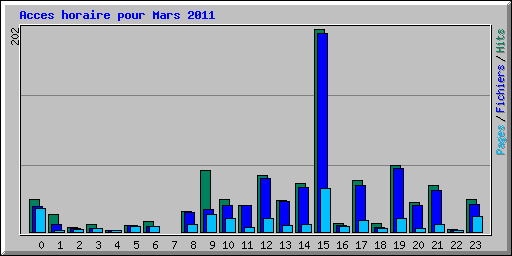 Acces horaire pour Mars 2011
202
Pages / Fichiers / Hits
0 1 2 3 4 5 6 7 8 9 10 11 12 13 14 15 16 17 18 19 20 21 22 23